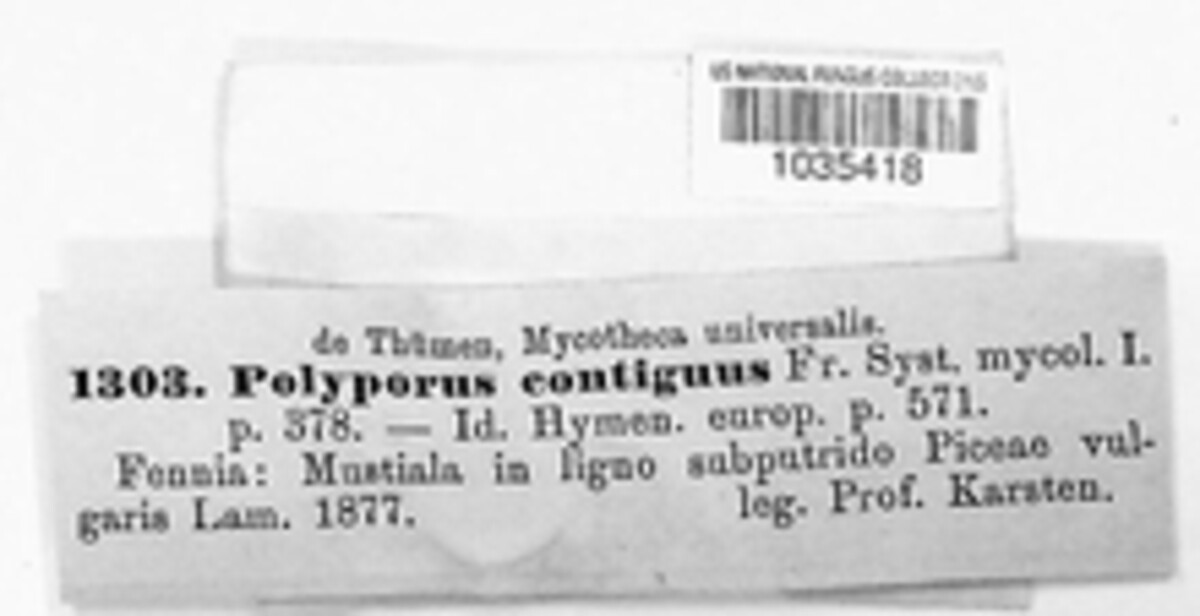 US NATIONAL FUNGUS COLLECTIONS
1035418
de Thümen, Mycotheca universalis.
1303. Polyporus contiguus Fr. Syst. mycol. I.
p. 378. — Id. Hymen. europ. p. 571.
Fennia: Mustiala in ligno subputrido Piceae vul-
garis Lam. 1877. leg. Prof. Karsten.